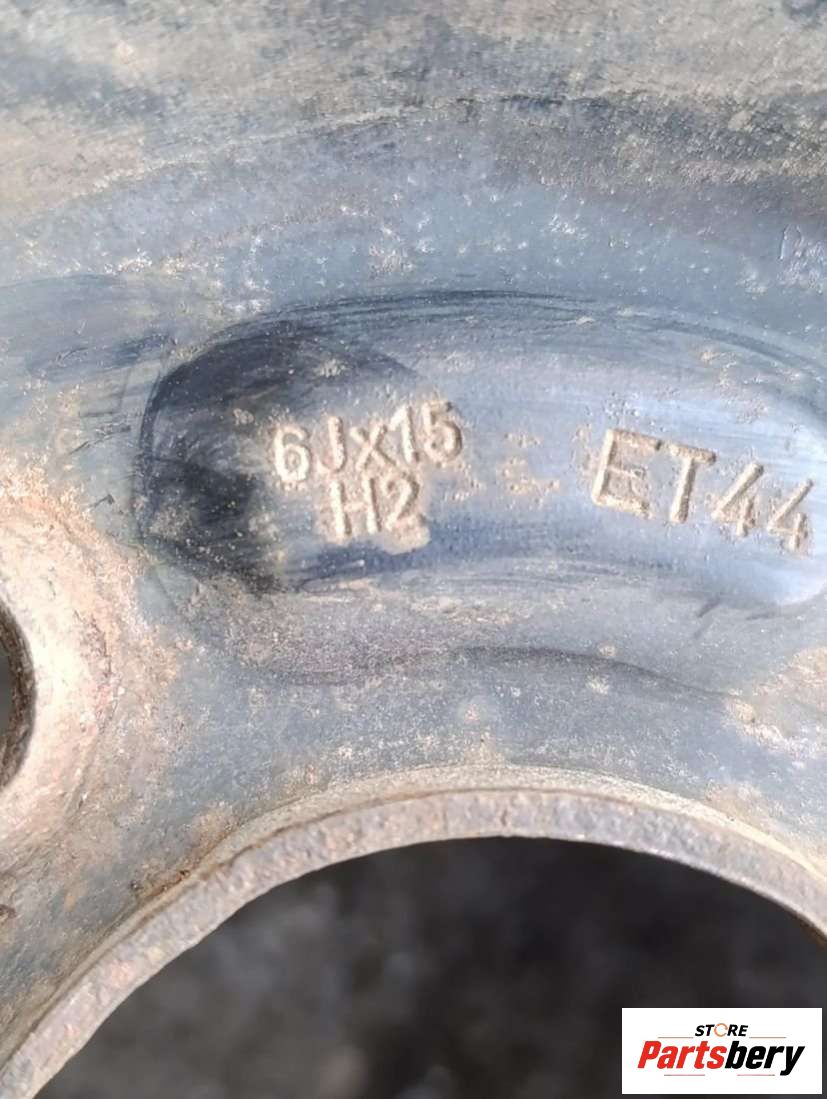 6Jx15
H2
ET44
STORE
Partsbery